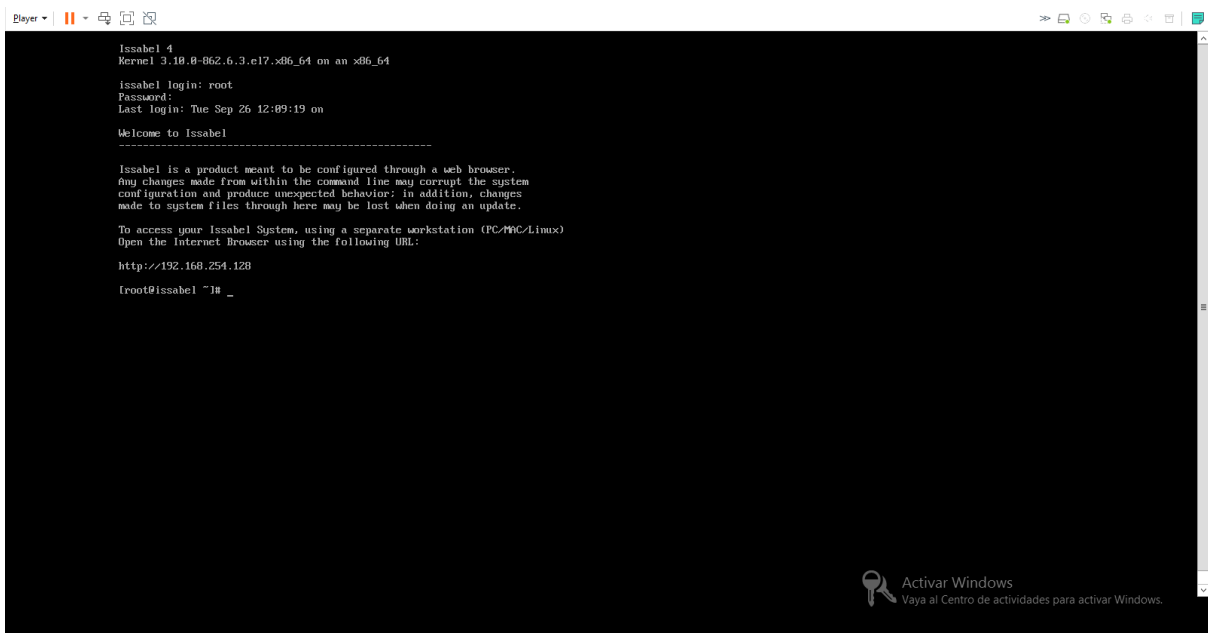 Player
Issabel 4
Kernel 3.10.0-862.6.3.el7.x86_64 on an x86_64
issabel login: root
Password:
Last login: Tue Sep 26 12:09:19 on
Welcome to Issabel
----------------------------------------------------
Issabel is a product meant to be configured through a web browser.
Any changes made from within the command line may corrupt the system
configuration and produce unexpected behavior; in addition, changes
made to system files through here may be lost when doing an update.
To access your Issabel System, using a separate workstation (PC/MAC/Linux)
Open the Internet Browser using the following URL:
http://192.168.254.128
[root@issabel ~]# _
Activar Windows
Vaya al Centro de actividades para activar Windows.